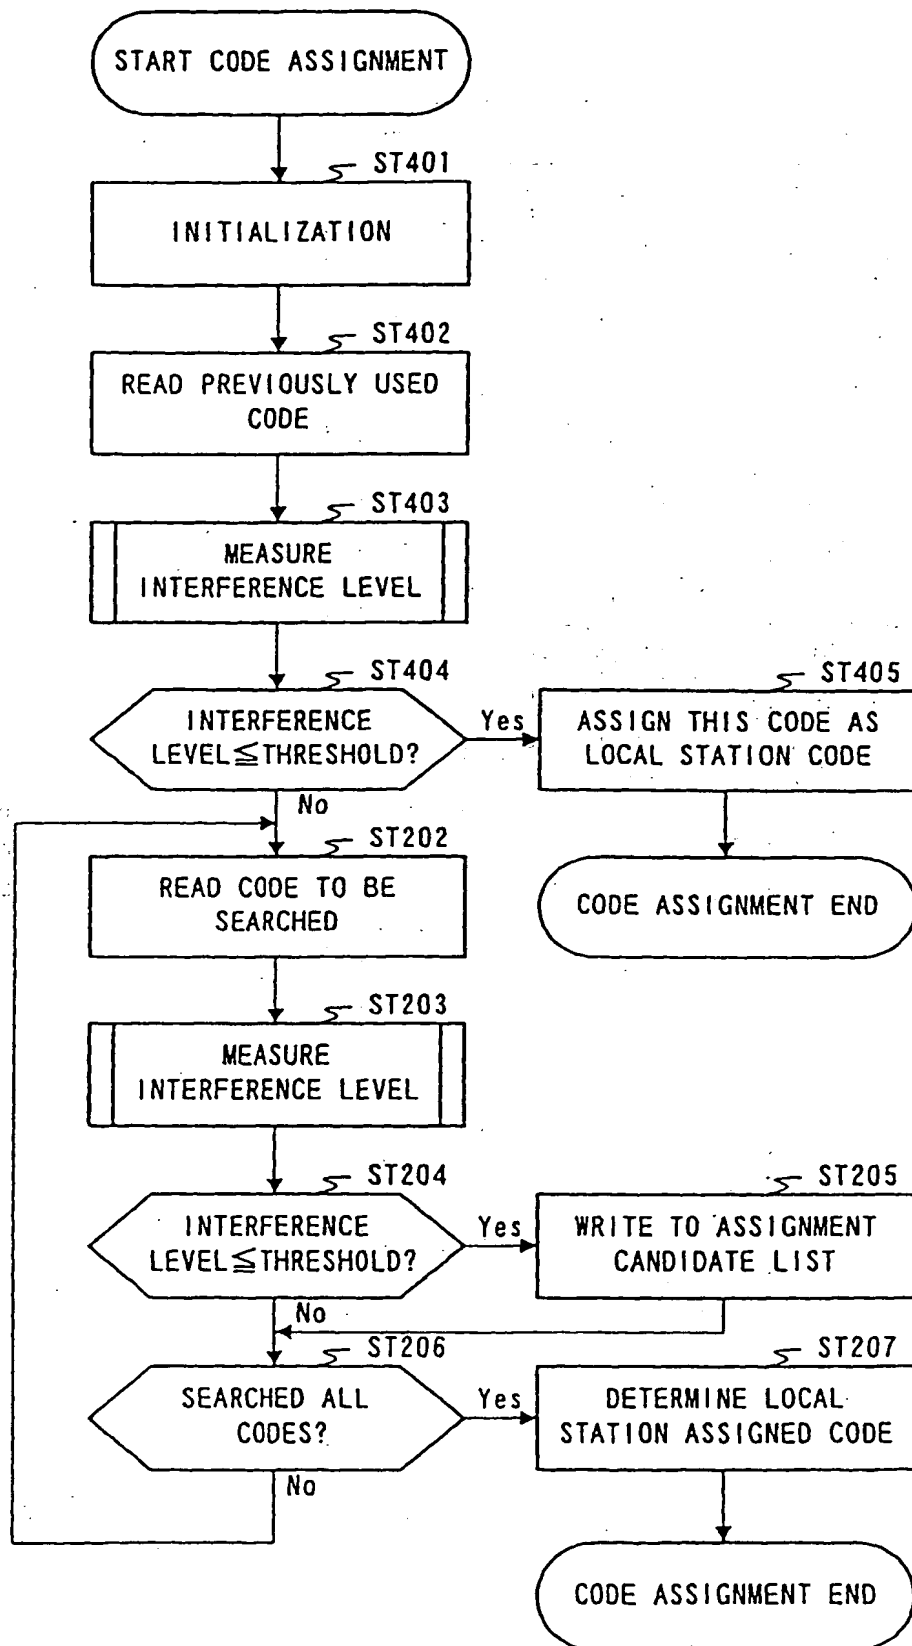 START CODE ASSIGNMENT
ST401
INITIALIZATION
ST402
READ PREVIOUSLY USED
CODE
ST403
MEASURE
INTERFERENCE LEVEL
ST404
INTERFERENCE
LEVEL≦THRESHOLD?
Yes
ST405
ASSIGN THIS CODE AS
LOCAL STATION CODE
CODE ASSIGNMENT END
No
ST202
READ CODE TO BE
SEARCHED
ST203
MEASURE
INTERFERENCE LEVEL
ST204
INTERFERENCE
LEVEL≦THRESHOLD?
Yes
ST205
WRITE TO ASSIGNMENT
CANDIDATE LIST
No
ST206
SEARCHED ALL
CODES?
Yes
ST207
DETERMINE LOCAL
STATION ASSIGNED CODE
No
CODE ASSIGNMENT END